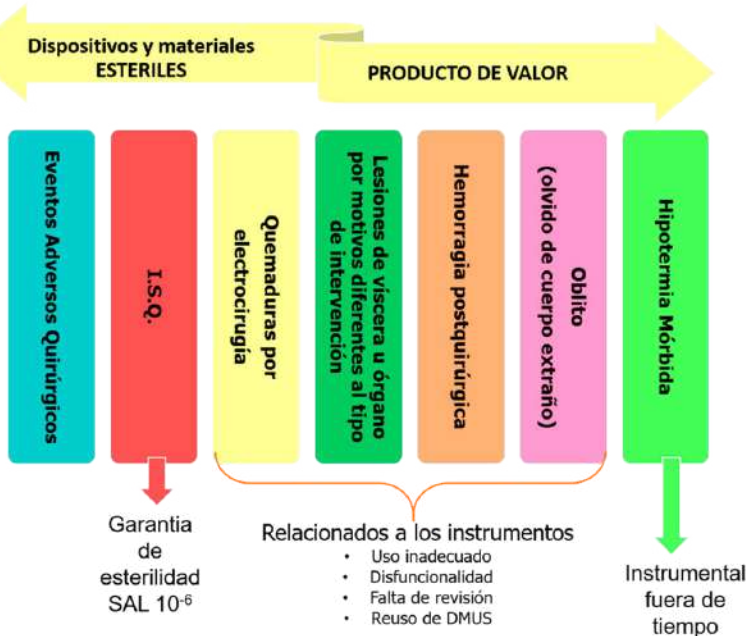 Dispositivos y materiales
ESTERILES
PRODUCTO DE VALOR
Eventos Adversos Quirúrgicos
I.S.Q.
Quemaduras por
electrocirugía
Lesiones de víscera u órgano
por motivos diferentes al tipo
de intervención
Hemorragia postquirúrgica
Oblito
(olvido de cuerpo extraño)
Hipotermia Mórbida
Garantia
de
esterilidad
SAL 10⁻⁶
Relacionados a los instrumentos
• Uso inadecuado
• Disfuncionalidad
• Falta de revisión
• Reuso de DMUS
Instrumental
fuera de
tiempo